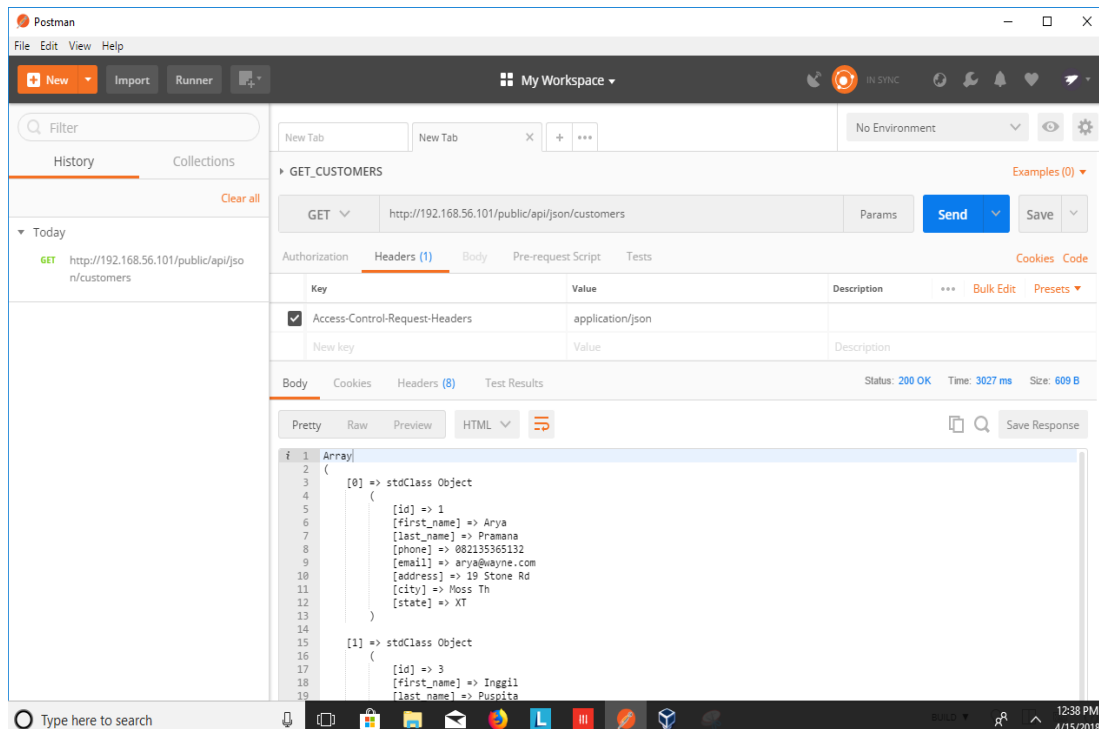 Postman
File Edit View Help
New Import Runner My Workspace IN SYNC
Filter
History Collections
Clear all
Today
GET http://192.168.56.101/public/api/jso
n/customers
New Tab New Tab No Environment
GET_CUSTOMERS Examples (0)
GET http://192.168.56.101/public/api/json/customers Params Send Save
Authorization Headers (1) Body Pre-request Script Tests Cookies Code
Key Value Description Bulk Edit Presets
Access-Control-Request-Headers application/json
New key Value Description
Body Cookies Headers (8) Test Results Status: 200 OK Time: 3027 ms Size: 609 B
Pretty Raw Preview HTML Save Response
i 1 Array
2 (
3 [0] => stdClass Object
4 (
5 [id] => 1
6 [first_name] => Arya
7 [last_name] => Pramana
8 [phone] => 082135365132
9 [email] => arya@wayne.com
10 [address] => 19 Stone Rd
11 [city] => Moss Th
12 [state] => XT
13 )
14
15 [1] => stdClass Object
16 (
17 [id] => 3
18 [first_name] => Inggil
19 [last_name] => Puspita
Type here to search L BUILD 12:38 PM
4/15/2018